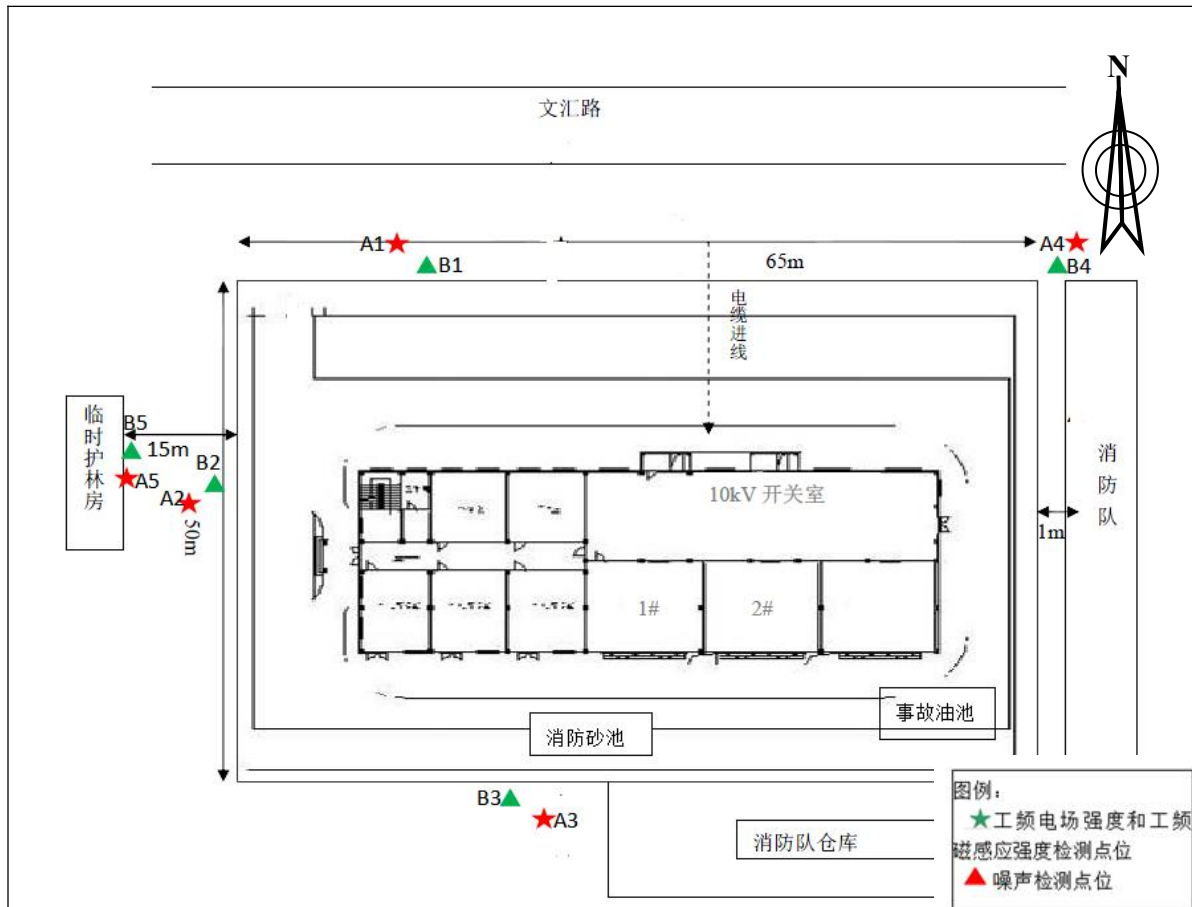 N
文汇路
A1
B1
65m
A4
B4
电缆进线
临时护林房
B5
15m
B2
A5
A2
50m
10kV 开关室
消防队
1m
1#
2#
事故油池
消防砂池
B3
A3
消防队仓库
图例:
工频电场强度和工频
磁感应强度检测点位
噪声检测点位